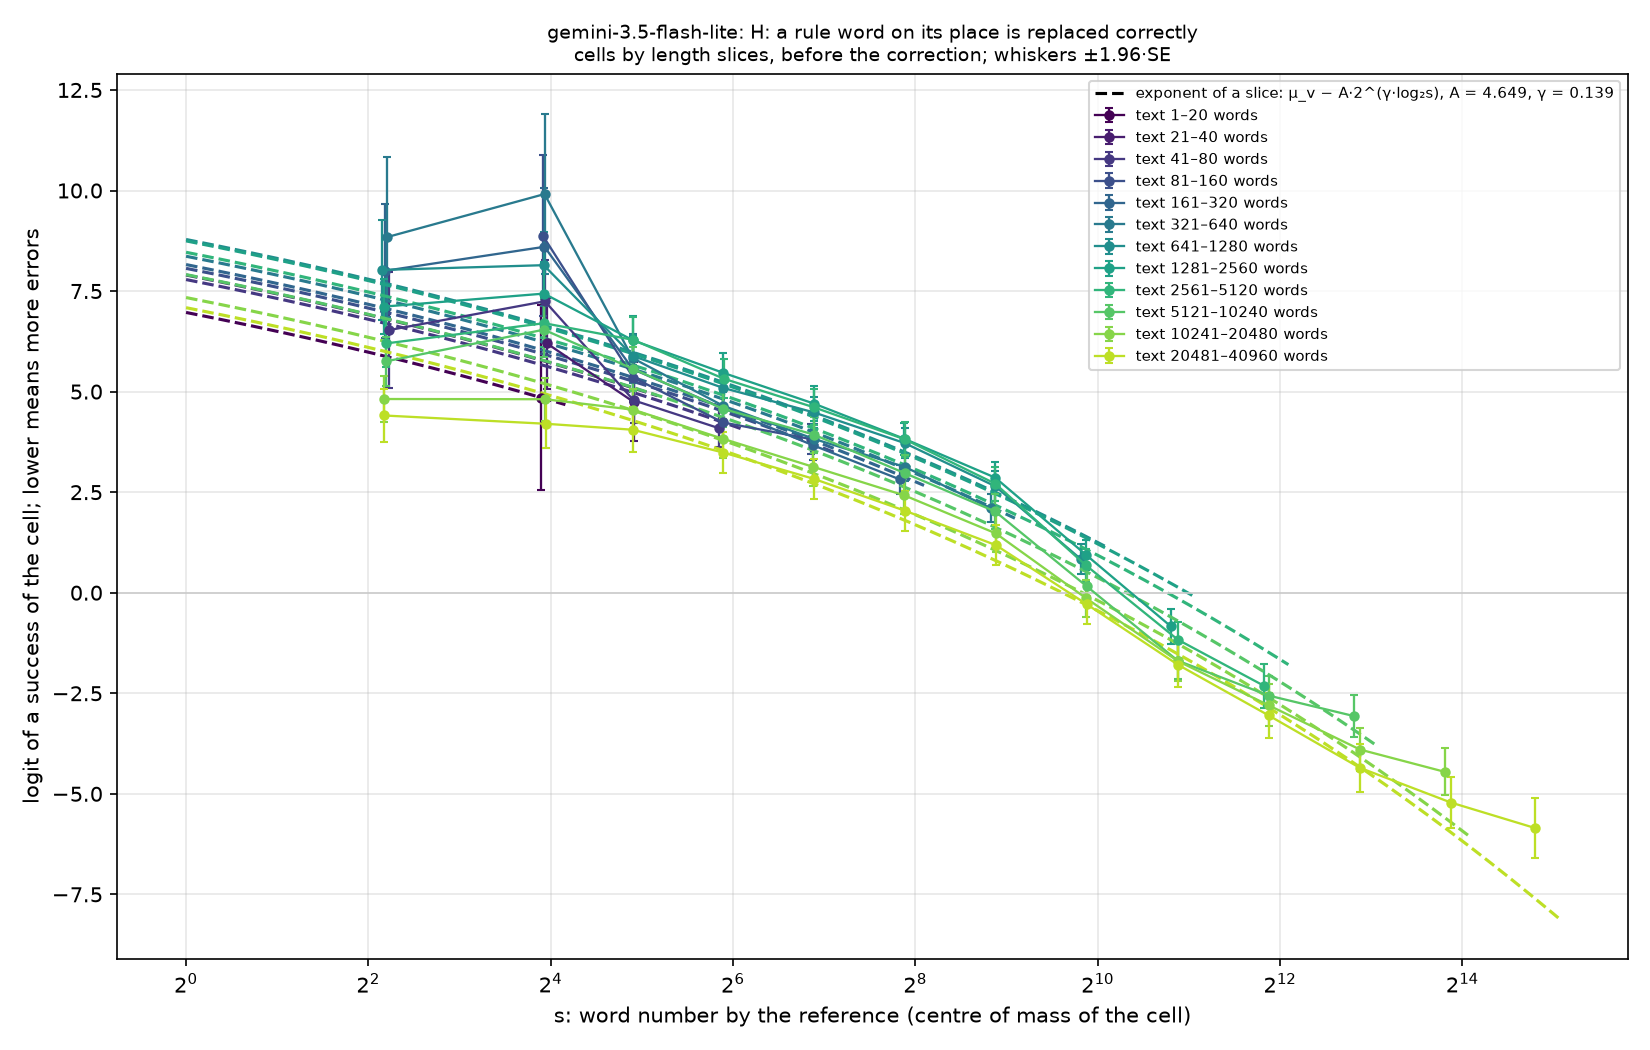 gemini-3.5-flash-lite: H: a rule word on its place is replaced correctly
cells by length slices, before the correction; whiskers ±1.96·SE
logit of a success of the cell; lower means more errors
12.5
10.0
7.5
5.0
2.5
0.0
−2.5
−5.0
−7.5
exponent of a slice: μ_v − A·2^(γ·log₂s), A = 4.649, γ = 0.139
text 1–20 words
text 21–40 words
text 41–80 words
text 81–160 words
text 161–320 words
text 321–640 words
text 641–1280 words
text 1281–2560 words
text 2561–5120 words
text 5121–10240 words
text 10241–20480 words
text 20481–40960 words
2⁰ 2² 2⁴ 2⁶ 2⁸ 2¹⁰ 2¹² 2¹⁴
s: word number by the reference (centre of mass of the cell)